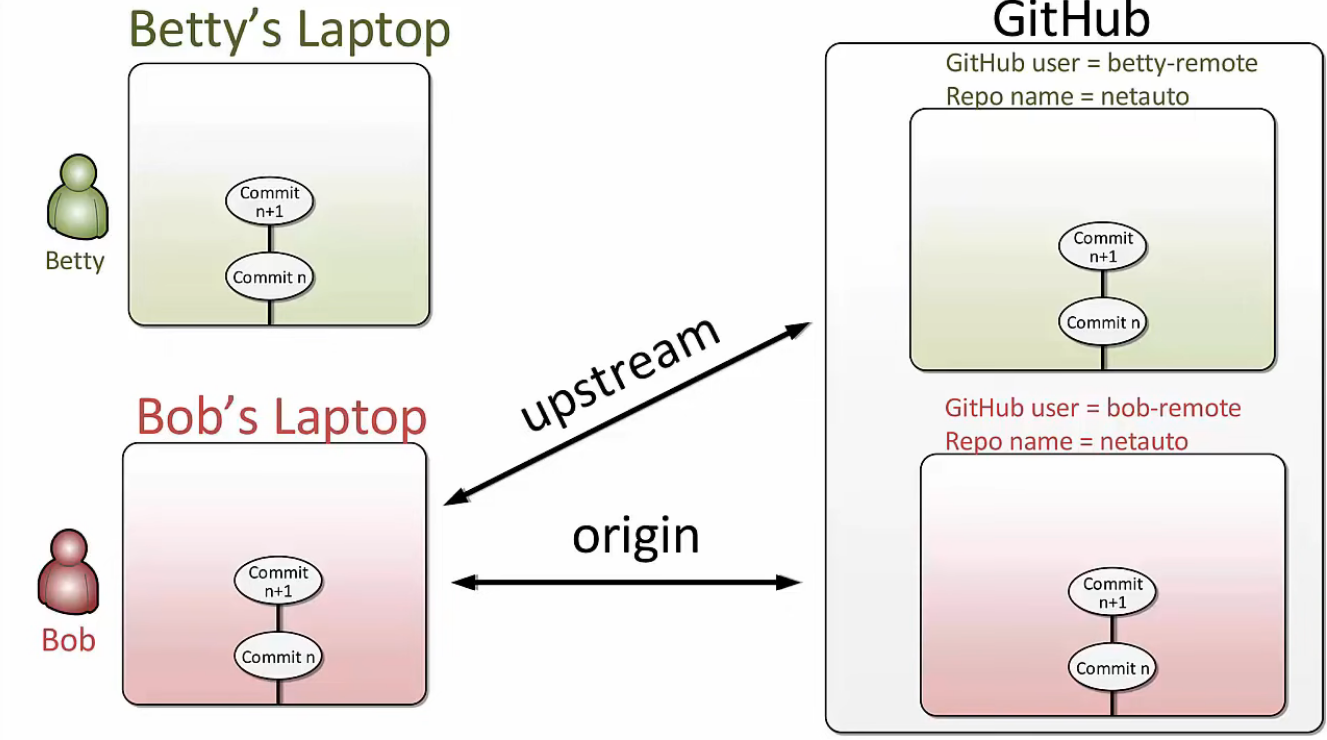 Betty’s Laptop
Commit
n+1
Commit n
Betty
GitHub
GitHub user = betty-remote
Repo name = netauto
Commit
n+1
Commit n
upstream
origin
Bob’s Laptop
Commit
n+1
Commit n
Bob
GitHub user = bob-remote
Repo name = netauto
Commit
n+1
Commit n